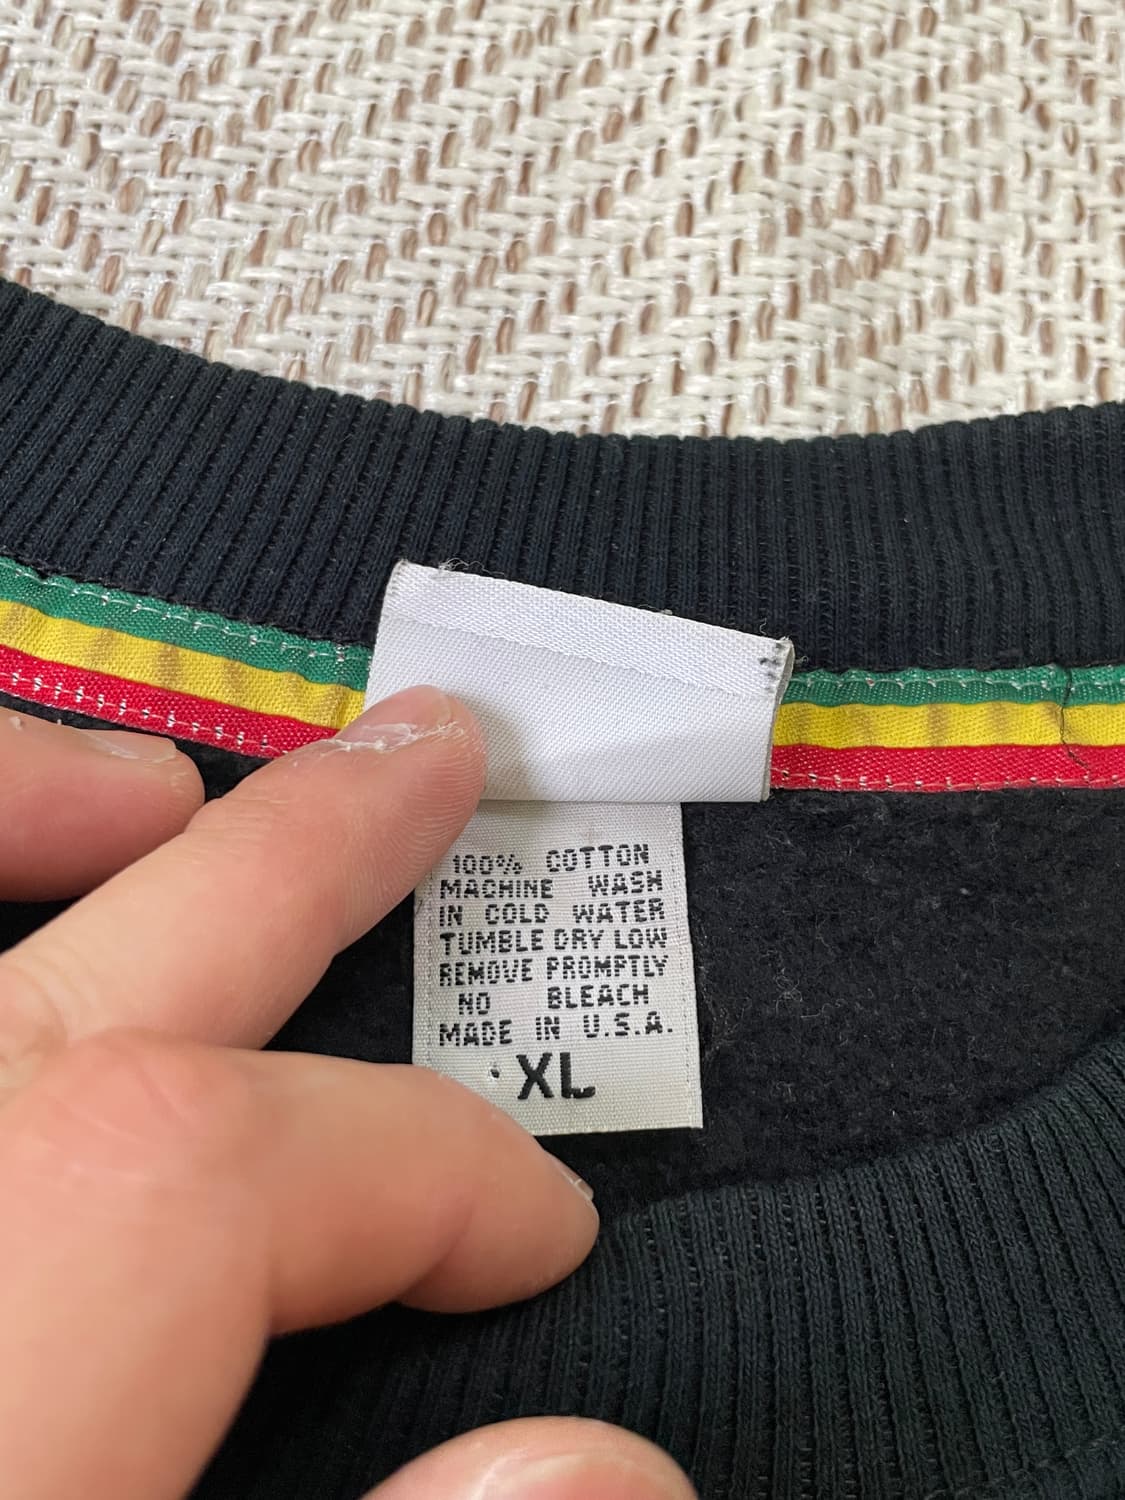 100% COTTON
MACHINE WASH
IN COLD WATER
TUMBLE DRY LOW
REMOVE PROMPTLY
NO BLEACH
MADE IN U.S.A.
XL